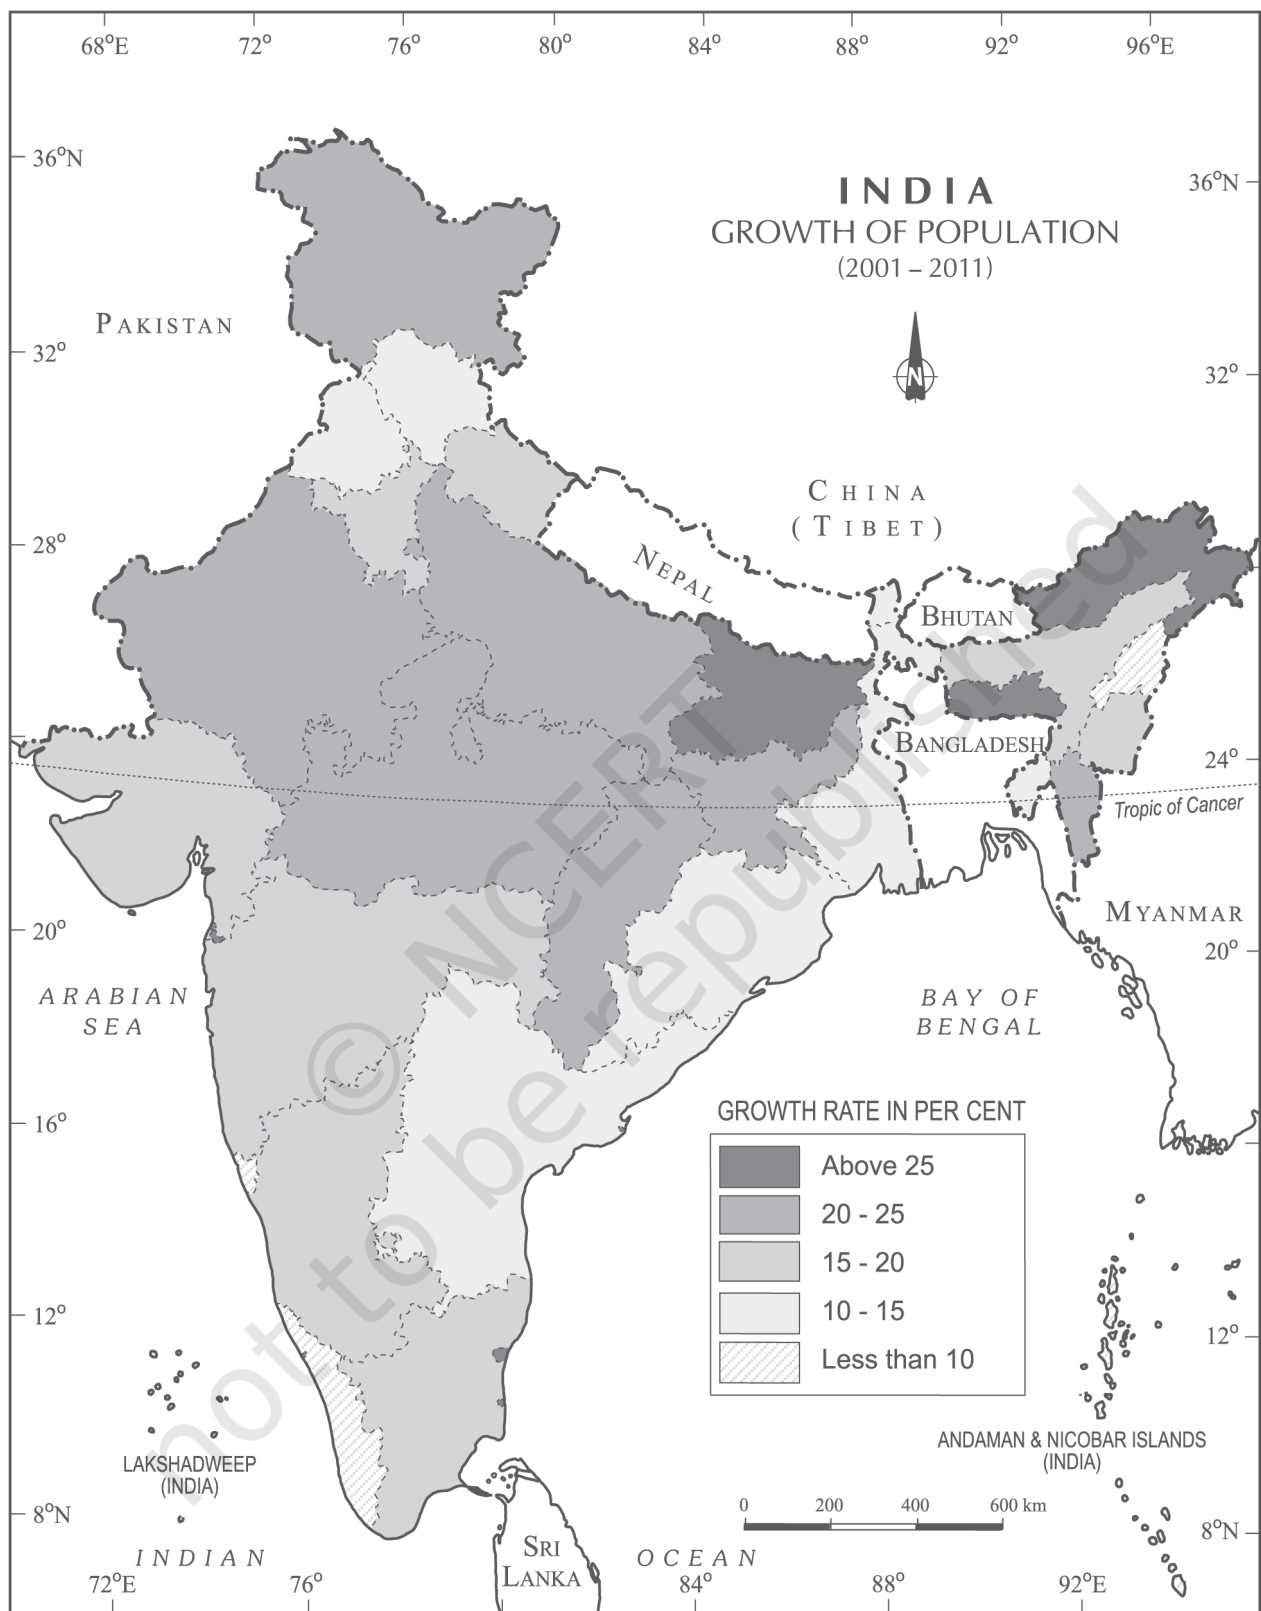 68°E 72° 76° 80° 84° 88° 92° 96°E
36°N
36°N
INDIA
GROWTH OF POPULATION
(2001 – 2011)
PAKISTAN
N
32°
32°
CHINA
(TIBET)
NEPAL
28°
BHUTAN
BANGLADESH
24°
Tropic of Cancer
MYANMAR
20°
20°
ARABIAN
SEA
BAY OF
BENGAL
© NCERT
not to be republished
16°
GROWTH RATE IN PER CENT
Above 25
20 - 25
15 - 20
10 - 15
Less than 10
12°
12°
LAKSHADWEEP
(INDIA)
ANDAMAN & NICOBAR ISLANDS
(INDIA)
0 200 400 600 km
8°N
8°N
SRI
LANKA
INDIAN OCEAN
72°E 76° 84° 88° 92°E